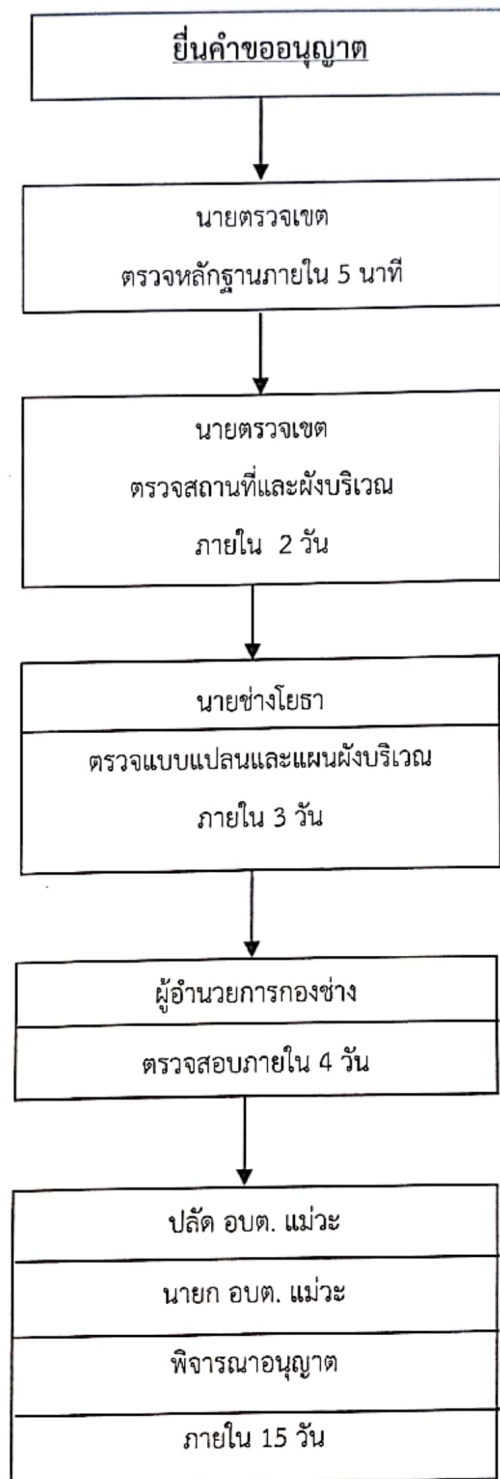 ยื่นคำขออนุญาต
นายตรวจเขต
ตรวจหลักฐานภายใน 5 นาที
นายตรวจเขต
ตรวจสถานที่และผังบริเวณ
ภายใน 2 วัน
นายช่างโยธา
ตรวจแบบแปลนและแผนผังบริเวณ
ภายใน 3 วัน
ผู้อำนวยการกองช่าง
ตรวจสอบภายใน 4 วัน
ปลัด อบต. แม่วะ
นายก อบต. แม่วะ
พิจารณาอนุญาต
ภายใน 15 วัน